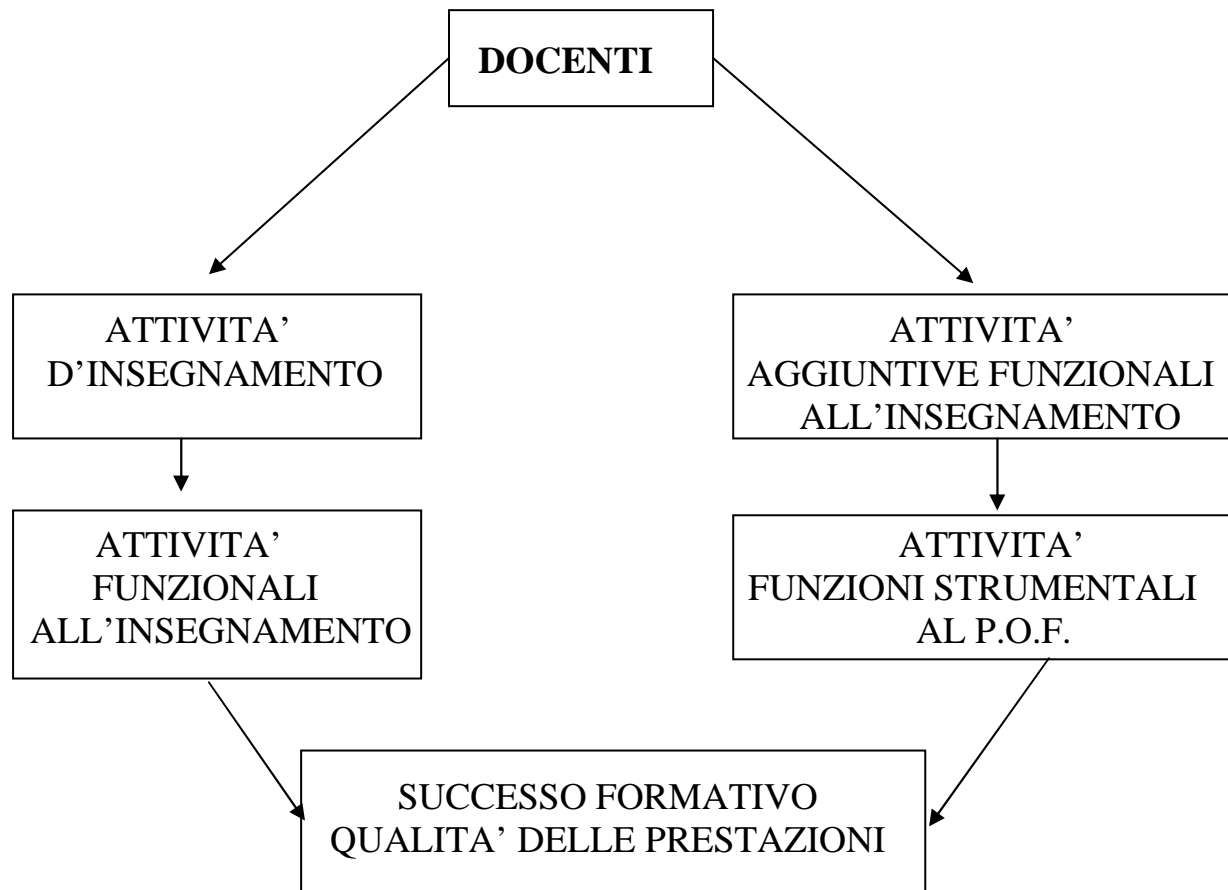 DOCENTI
ATTIVITA’
D’INSEGNAMENTO
ATTIVITA’
AGGIUNTIVE FUNZIONALI
ALL’INSEGNAMENTO
ATTIVITA’
FUNZIONALI
ALL’INSEGNAMENTO
ATTIVITA’
FUNZIONI STRUMENTALI
AL P.O.F.
SUCCESSO FORMATIVO
QUALITA’ DELLE PRESTAZIONI